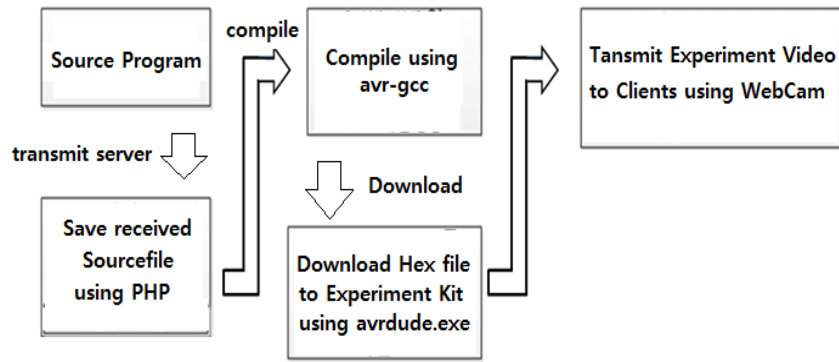 Source Program
transmit server
Save received
Sourcefile
using PHP
compile
Compile using
avr-gcc
Download
Download Hex file
to Experiment Kit
using avrdude.exe
Tansmit Experiment Video
to Clients using WebCam